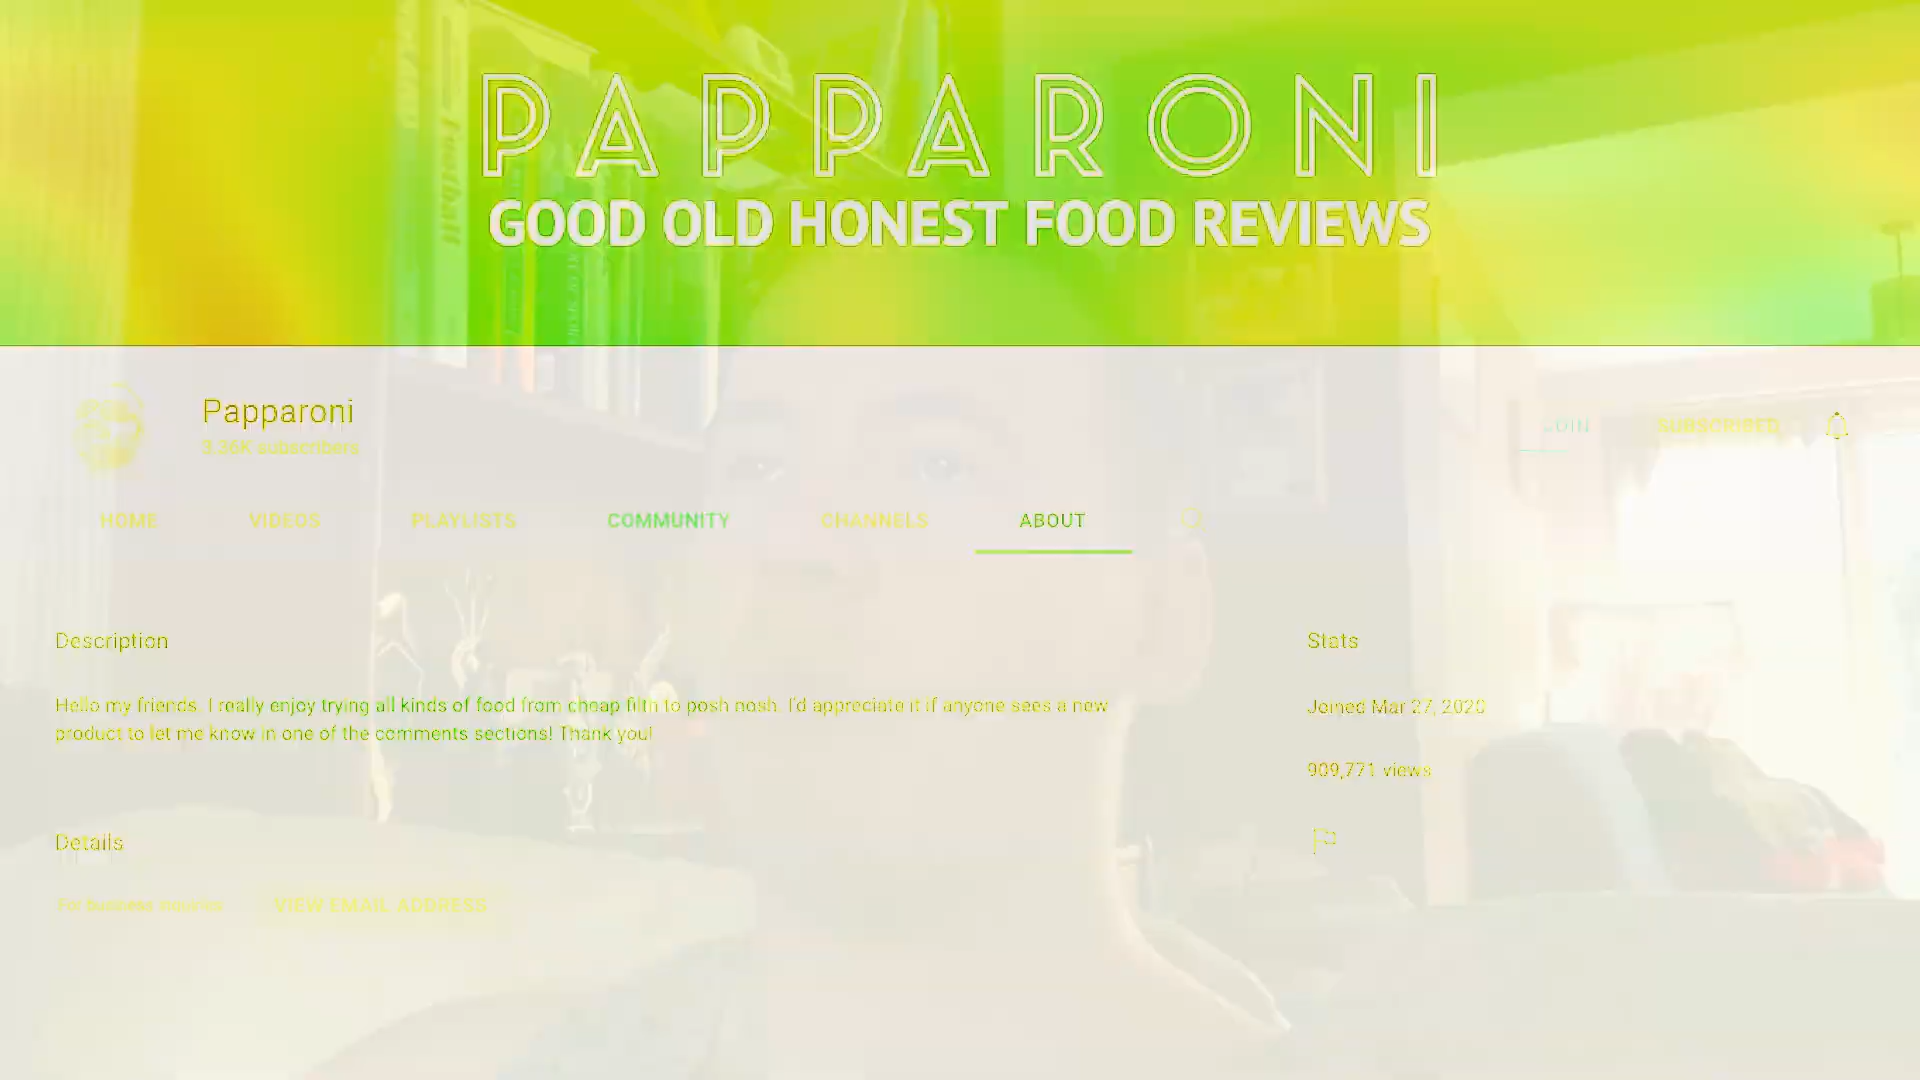 PAPPARONI
GOOD OLD HONEST FOOD REVIEWS
Papparoni
3.36K subscribers
JOIN
SUBSCRIBED
HOME
VIDEOS
PLAYLISTS
COMMUNITY
CHANNELS
ABOUT
Description
Hello my friends. I really enjoy trying all kinds of food from cheap filth to posh nosh. I'd appreciate it if anyone sees a new
product to let me know in one of the comments sections! Thank you!
Details
For business inquiries:
VIEW EMAIL ADDRESS
Stats
Joined Mar 27, 2020
909,771 views